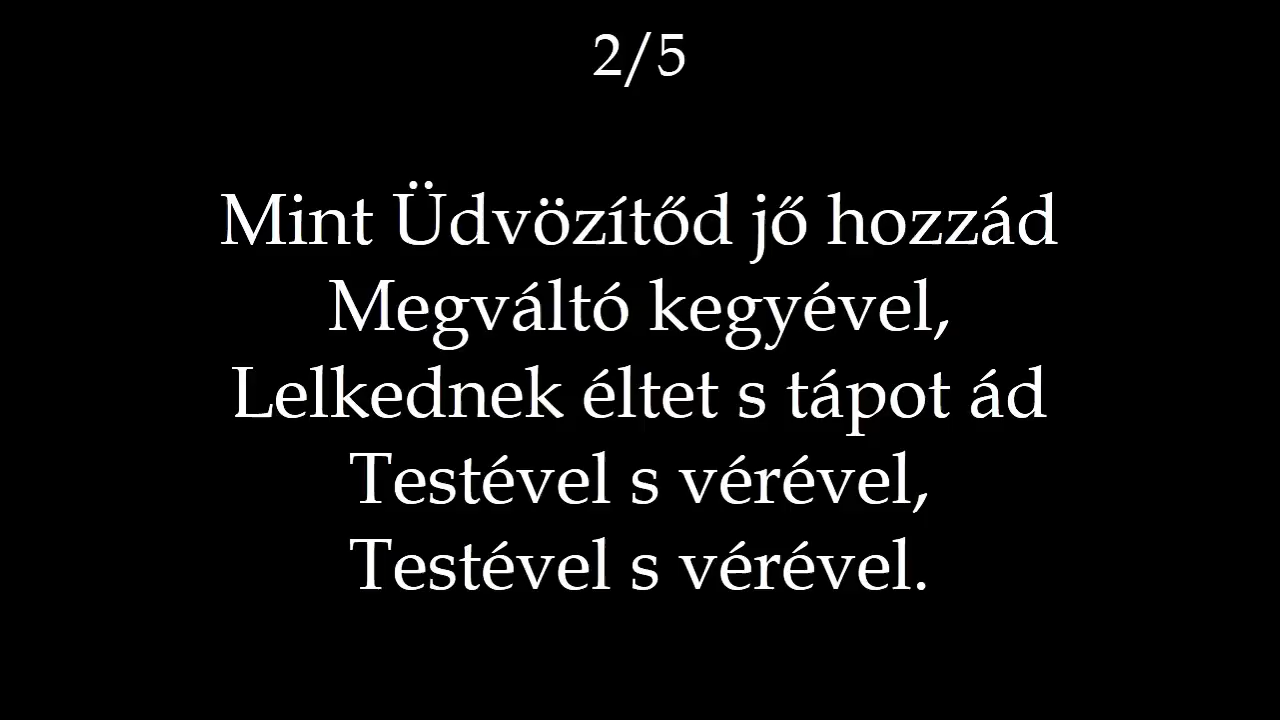 2/5
Mint Üdvözítőd jő hozzád
Megváltó kegyével,
Lelkednek éltet s tápot ád
Testével s vérével,
Testével s vérével.